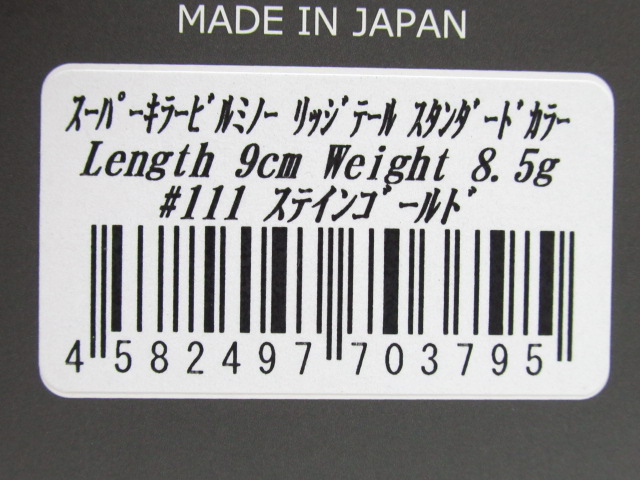 MADE IN JAPAN
ｽｰﾊﾟｰｷﾗｰﾋﾞﾙﾐﾉｰ ﾘｯｼﾞﾃｰﾙ ｽﾀﾝﾀﾞｰﾄﾞｶﾗｰ
Length 9cm Weight 8.5g
#111 ｽﾃｲﾝｺﾞｰﾙﾄﾞ
4 582497 703795